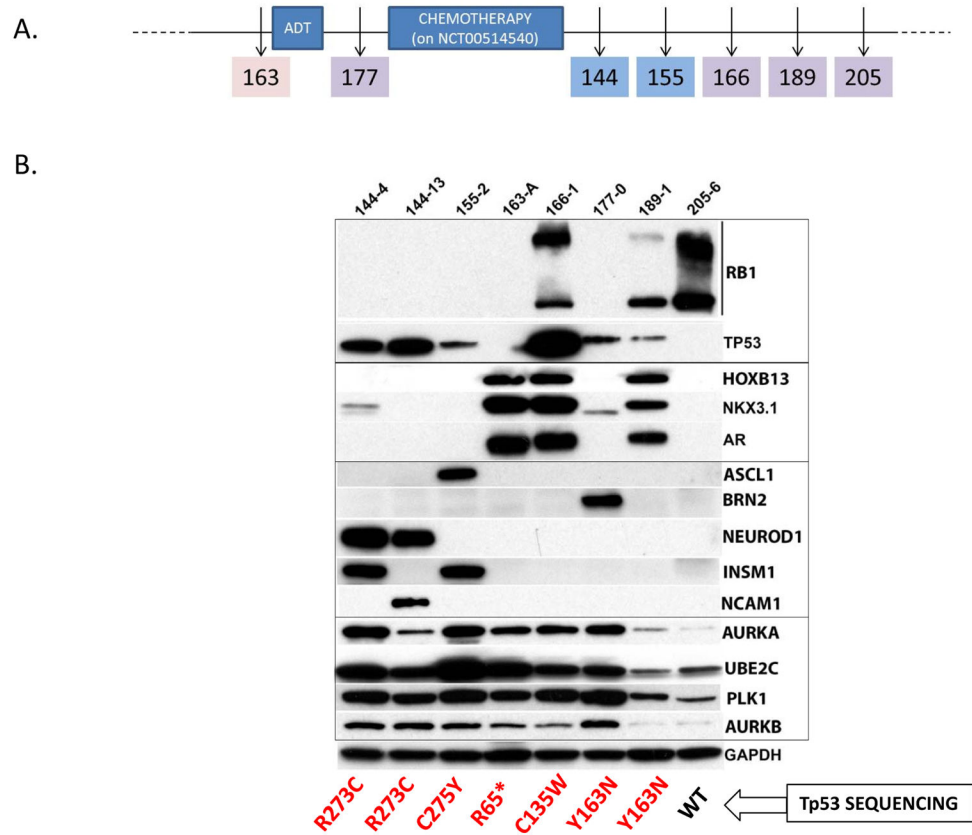 A.
ADT
CHEMOTHERAPY
(on NCT00514540)
163
177
144
155
166
189
205
B.
144-4
144-13
155-2
163-A
166-1
177-0
189-1
205-6
RB1
TP53
HOXB13
NKX3.1
AR
ASCL1
BRN2
NEUROD1
INSM1
NCAM1
AURKA
UBE2C
PLK1
AURKB
GAPDH
R273C
R273C
C275Y
R65*
C135W
Y163N
Y163N
WT
Tp53 SEQUENCING